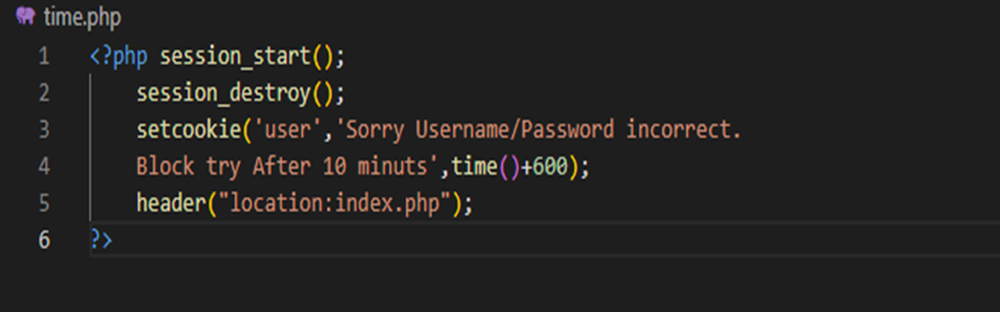 time.php
1 <?php session_start();
2 session_destroy();
3 setcookie('user','Sorry Username/Password incorrect.
4 Block try After 10 minuts',time()+600);
5 header("location:index.php");
6 ?>